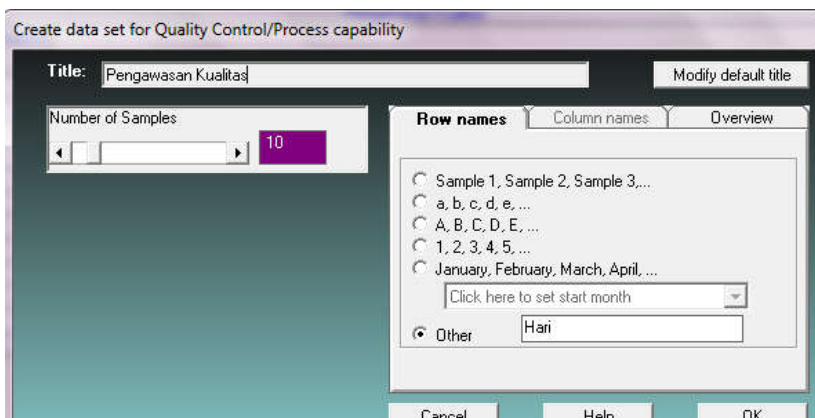 Create data set for Quality Control/Process capability
Title: Pengawasan Kualitas Modify default title
Number of Samples
10
Row names Column names Overview
Sample 1, Sample 2, Sample 3,...
a, b, c, d, e, ...
A, B, C, D, E, ...
1, 2, 3, 4, 5, ...
January, February, March, April, ...
Click here to set start month
Other Hari
Cancel Help OK